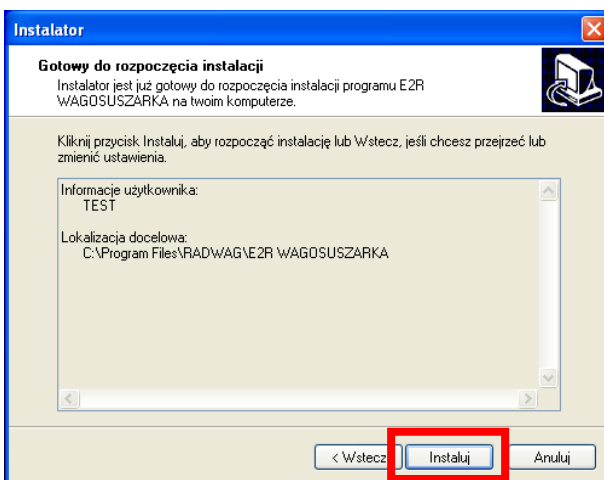 Instalator
Gotowy do rozpoczęcia instalacji
Instalator jest już gotowy do rozpoczęcia instalacji programu E2R
WAGOSUSZARKA na twoim komputerze.
Kliknij przycisk Instaluj, aby rozpocząć instalację lub Wstecz, jeśli chcesz przejrzeć lub
zmienić ustawienia.
Informacje użytkownika:
TEST
Lokalizacja docelowa:
C:\Program Files\RADWAG\E2R WAGOSUSZARKA
< Wstecz
Instaluj
Anuluj